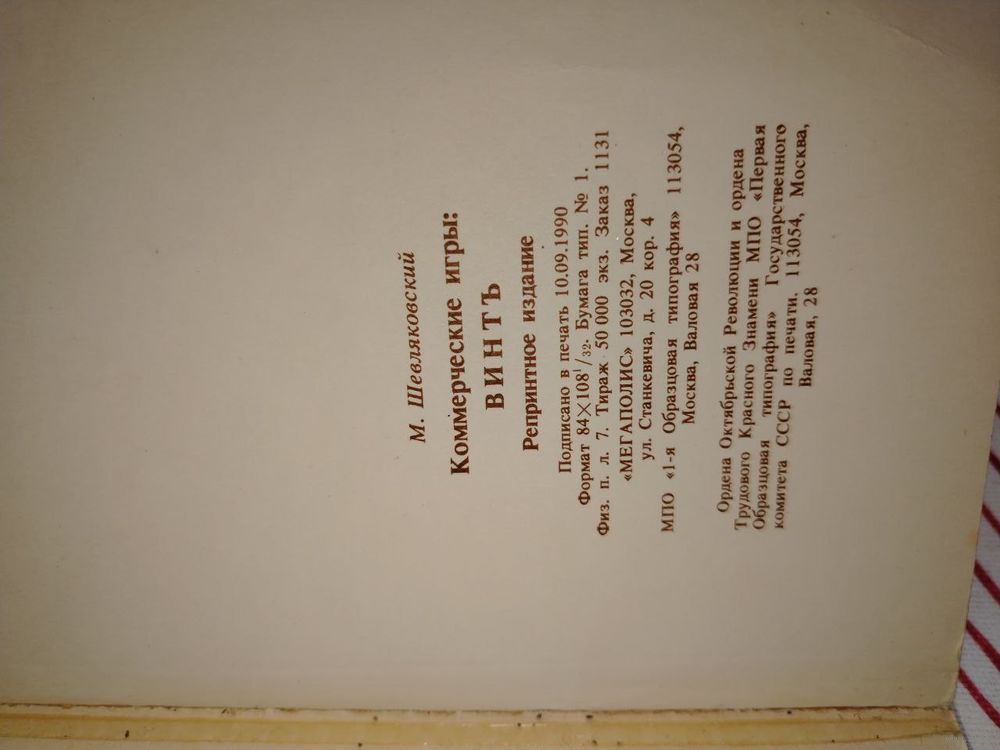 М. Шевляковский
Коммерческие игры:
ВИНТЪ
Репринтное издание
Подписано в печать 10.09.1990
Формат 84×108¹/₃₂. Бумага тип. № 1.
Физ. п. л. 7. Тираж 50 000 экз. Заказ 1131
«МЕГАПОЛИС» 103032, Москва,
ул. Станкевича, д. 20 кор. 4
МПО «1-я Образцовая типография» 113054,
Москва, Валовая 28
Ордена Октябрьской Революции и ордена
Трудового Красного Знамени МПО «Первая
Образцовая типография» Государственного
комитета СССР по печати. 113054, Москва,
Валовая, 28